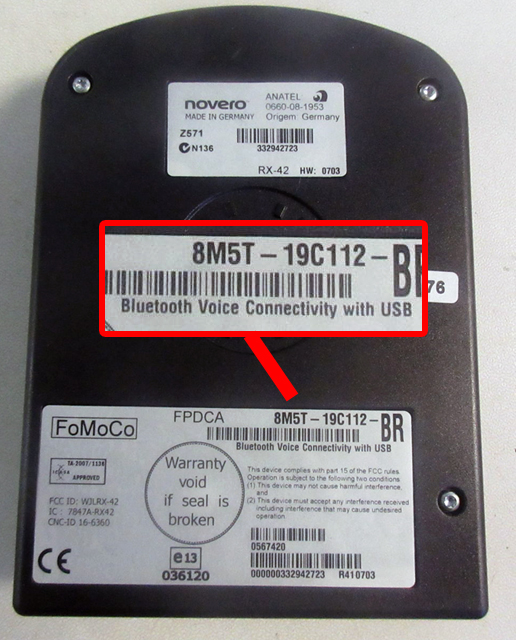 novero
MADE IN GERMANY
ANATEL
0660-08-1953
Origem Germany
Z571
N136
332942723
RX-42 HW: 0703
8M5T-19C112-BR
Bluetooth Voice Connectivity with USB
76
FoMoCo
FPDCA
8M5T-19C112-BR
Bluetooth Voice Connectivity with USB
TA-2007/1128
APPROVED
Warranty
void
if seal is
broken
This device complies with part 15 of the FCC rules.
Operation is subject to the following two conditions
(1) This device may not cause harmful interference,
and
(2) This device must accept any interference received
including interference that may cause undesired
operation.
FCC ID: WJLRX-42
IC : 7847A-RX42
CNC-ID 16-6360
CE
e13
036120
0567420
000000332942723 R410703